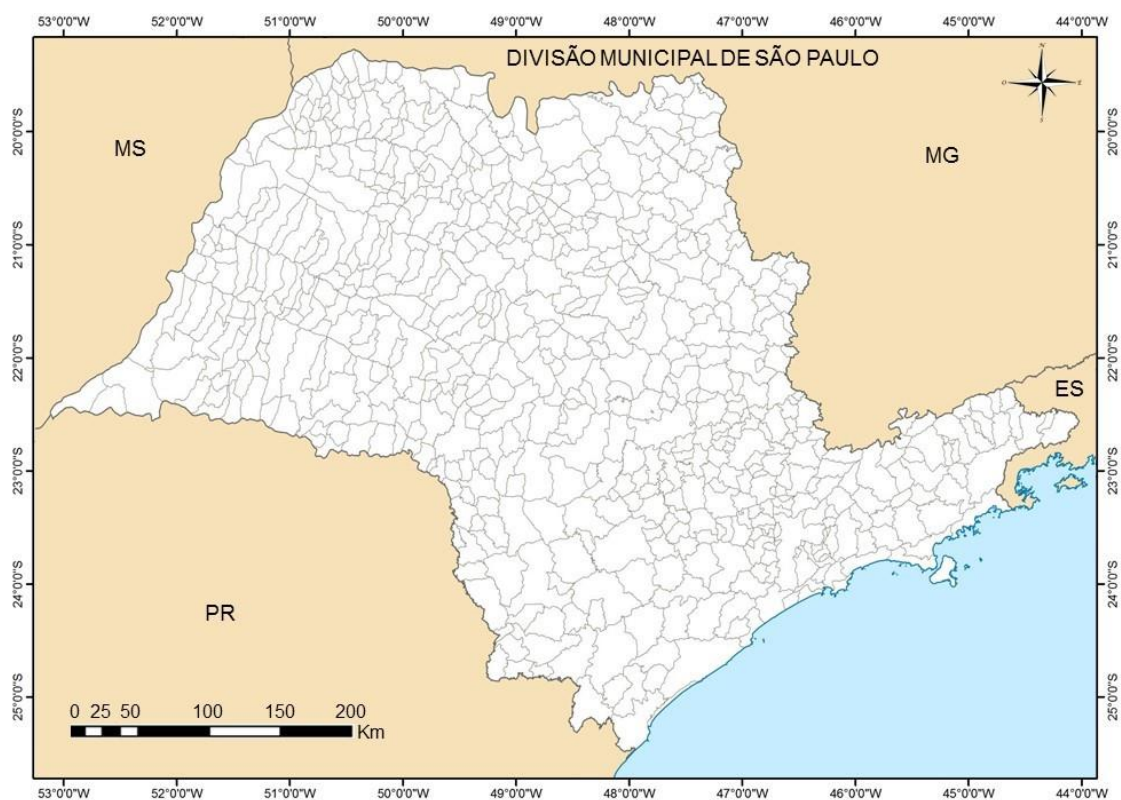 53°0'0"W 52°0'0"W 51°0'0"W 50°0'0"W 49°0'0"W 48°0'0"W 47°0'0"W 46°0'0"W 45°0'0"W 44°0'0"W
DIVISÃO MUNICIPAL DE SÃO PAULO
N
O
E
S
20°0'0"S
20°0'0"S
MS
MG
21°0'0"S
21°0'0"S
22°0'0"S
22°0'0"S
ES
23°0'0"S
23°0'0"S
24°0'0"S
24°0'0"S
PR
25°0'0"S
25°0'0"S
0 25 50 100 150 200
Km
53°0'0"W 52°0'0"W 51°0'0"W 50°0'0"W 49°0'0"W 48°0'0"W 47°0'0"W 46°0'0"W 45°0'0"W 44°0'0"W